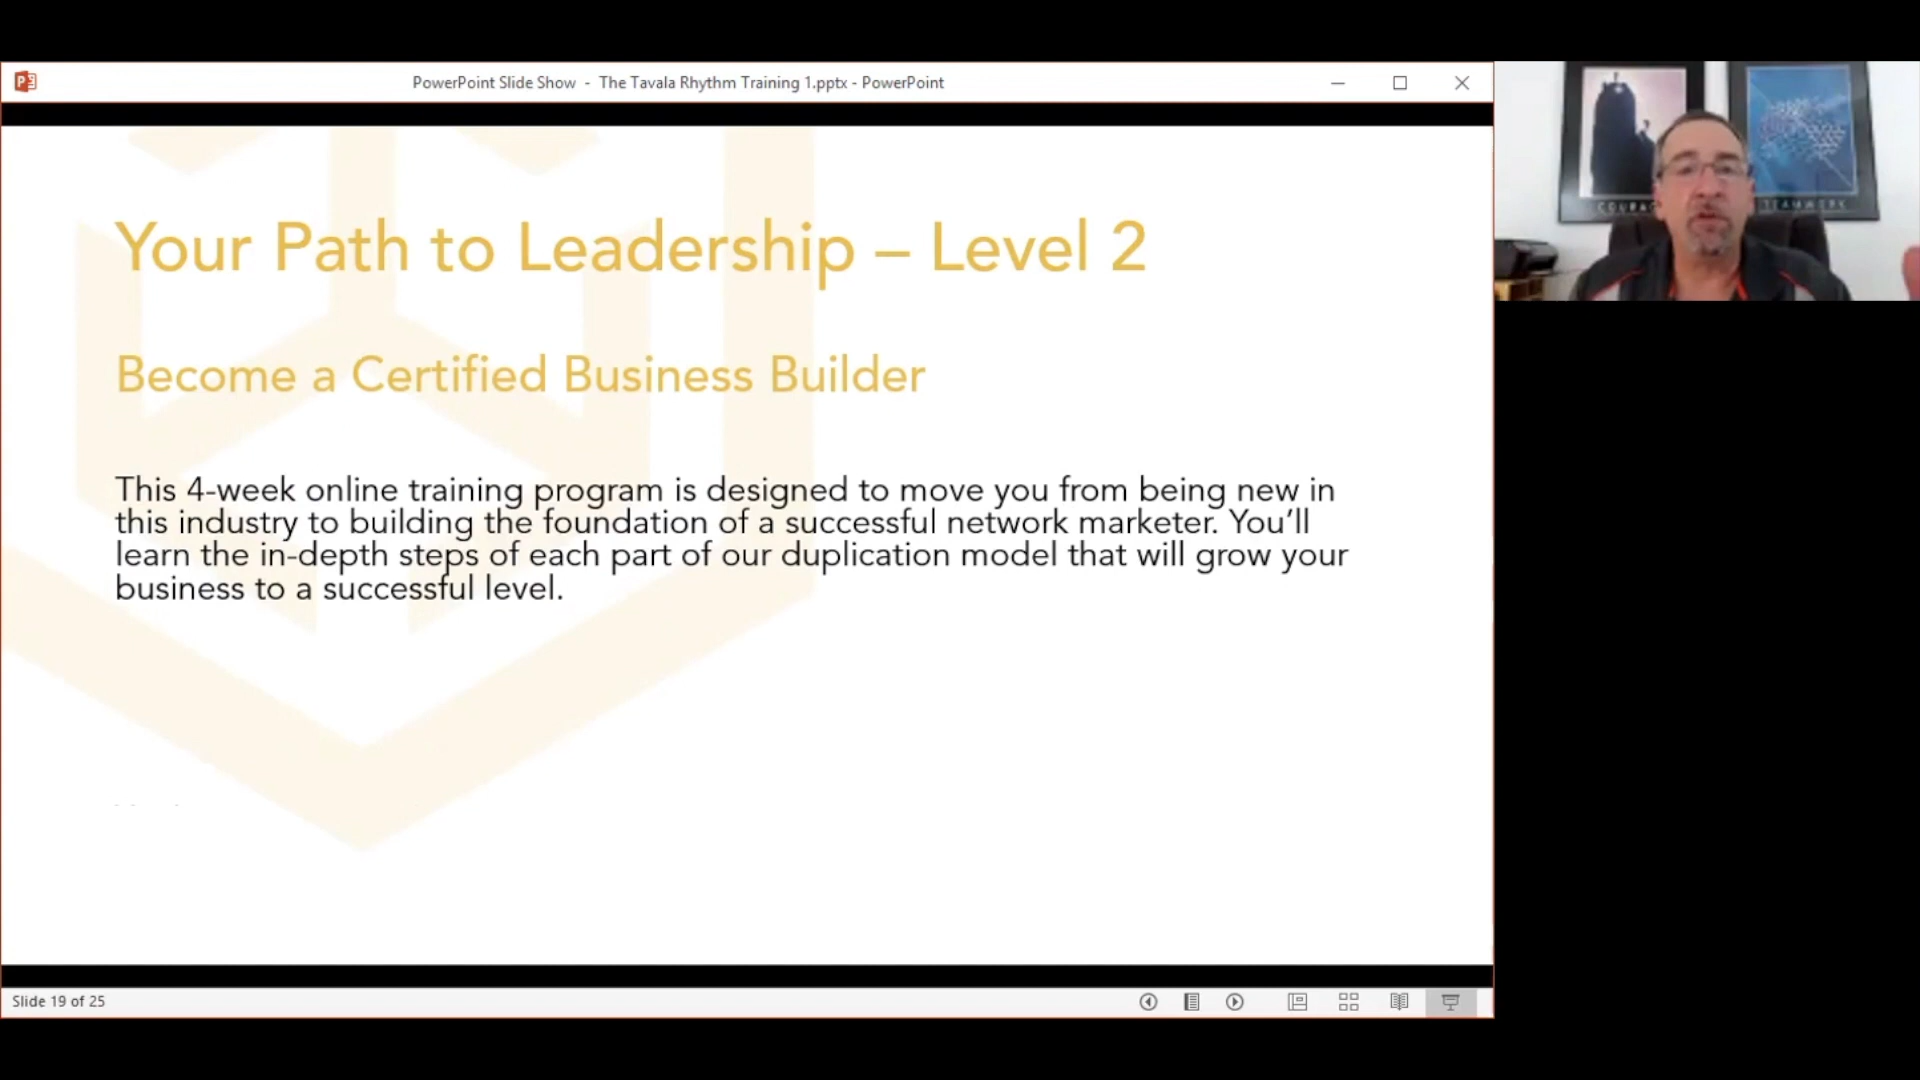 PowerPoint Slide Show - The Tavala Rhythm Training 1.pptx - PowerPoint
Your Path to Leadership – Level 2
Become a Certified Business Builder
This 4-week online training program is designed to move you from being new in
this industry to building the foundation of a successful network marketer. You’ll
learn the in-depth steps of each part of our duplication model that will grow your
business to a successful level.
Slide 19 of 25
TEAMWORK